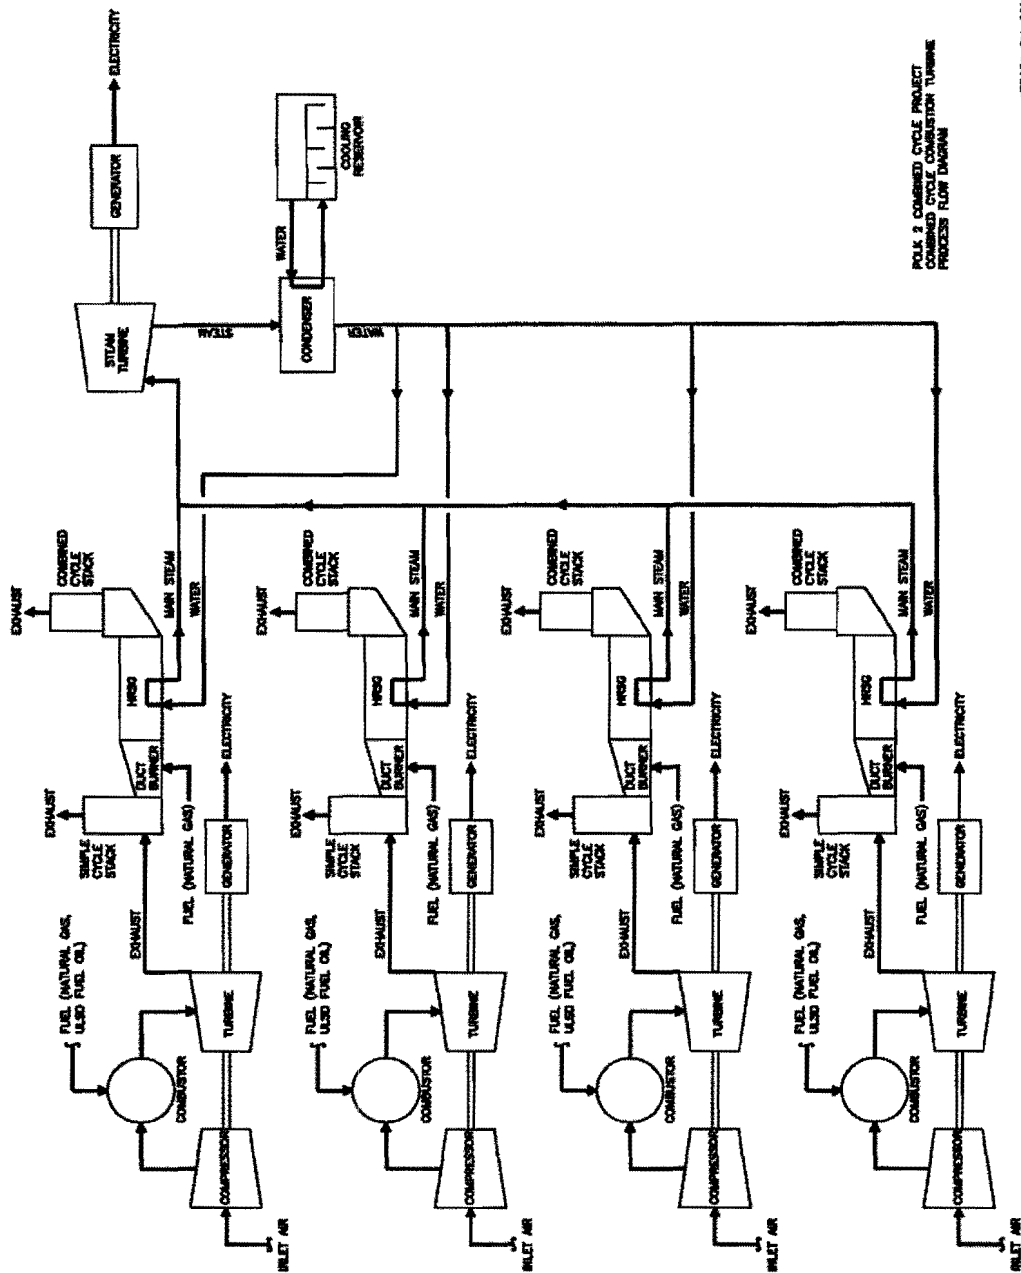 ELECTRICITY
GENERATOR
STEAM
TURBINE
STEAM
CONDENSER
WATER
WATER
COOLING
RESERVOIR
EXHAUST
COMBINED
CYCLE
STACK
MAIN STEAM
WATER
HRSG
DUCT
BURNER
EXHAUST
SIMPLE
CYCLE
STACK
FUEL (NATURAL GAS)
ELECTRICITY
GENERATOR
EXHAUST
FUEL (NATURAL GAS,
ULSD FUEL OIL)
TURBINE
COMBUSTOR
COMPRESSOR
INLET AIR
EXHAUST
COMBINED
CYCLE
STACK
MAIN STEAM
WATER
HRSG
DUCT
BURNER
EXHAUST
SIMPLE
CYCLE
STACK
FUEL (NATURAL GAS)
ELECTRICITY
GENERATOR
EXHAUST
FUEL (NATURAL GAS,
ULSD FUEL OIL)
TURBINE
COMBUSTOR
COMPRESSOR
INLET AIR
EXHAUST
COMBINED
CYCLE
STACK
MAIN STEAM
WATER
HRSG
DUCT
BURNER
EXHAUST
SIMPLE
CYCLE
STACK
FUEL (NATURAL GAS)
ELECTRICITY
GENERATOR
EXHAUST
FUEL (NATURAL GAS,
ULSD FUEL OIL)
TURBINE
COMBUSTOR
COMPRESSOR
INLET AIR
EXHAUST
COMBINED
CYCLE
STACK
MAIN STEAM
WATER
HRSG
DUCT
BURNER
EXHAUST
SIMPLE
CYCLE
STACK
FUEL (NATURAL GAS)
ELECTRICITY
GENERATOR
EXHAUST
FUEL (NATURAL GAS,
ULSD FUEL OIL)
TURBINE
COMBUSTOR
COMPRESSOR
INLET AIR
POLK 2 COMBINED CYCLE PROJECT
COMBINED CYCLE COMBUSTION TURBINE
PROCESS FLOW DIAGRAM